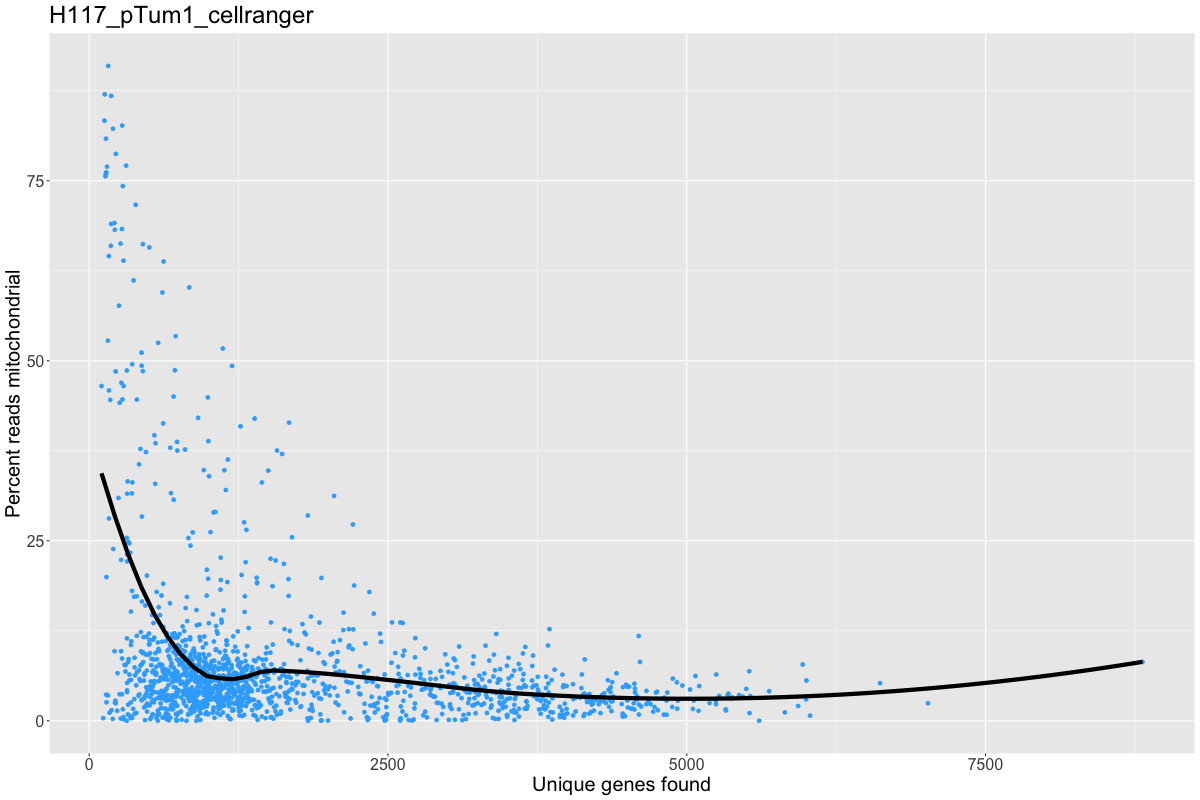 H117_pTum1_cellranger
Percent reads mitochondrial
75
50
25
0
0 2500 5000 7500
Unique genes found